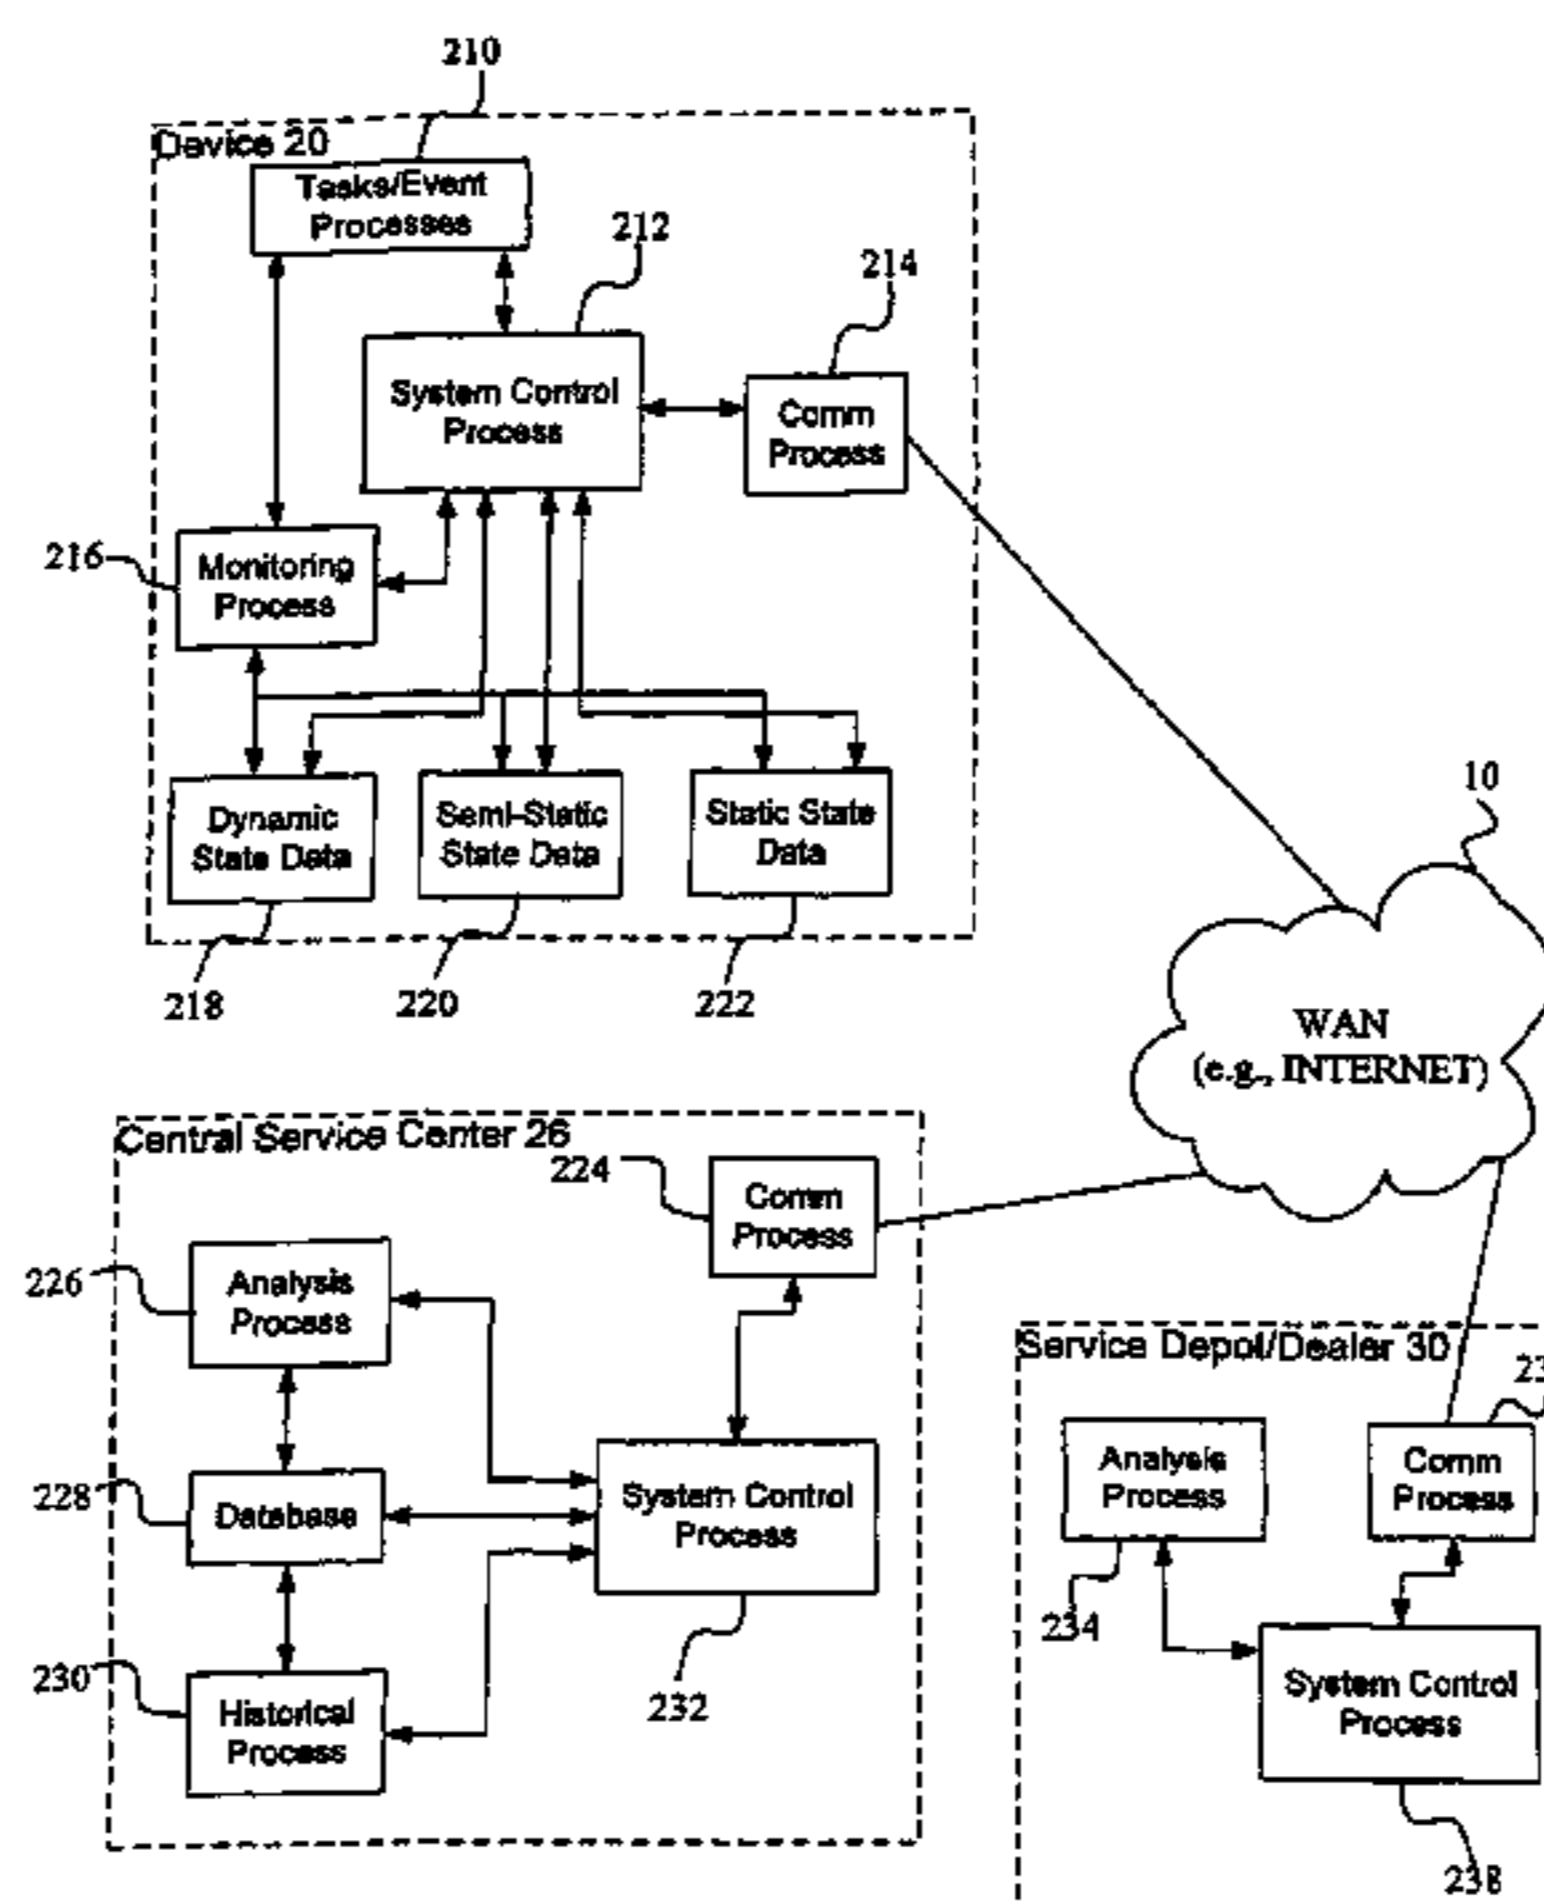 210
Device 20
Tasks/Event
Processes
212
214
System Control
Process
Comm
Process
216
Monitoring
Process
10
Dynamic
State Data
Semi-Static
State Data
Static State
Data
218
220
222
WAN
(e.g., INTERNET)
Central Service Center 26
224
Comm
Process
226
Analysis
Process
Service Depot/Dealer 30
228
Database
System Control
Process
Analysis
Process
Comm
Process
234
230
Historical
Process
232
System Control
Process
238